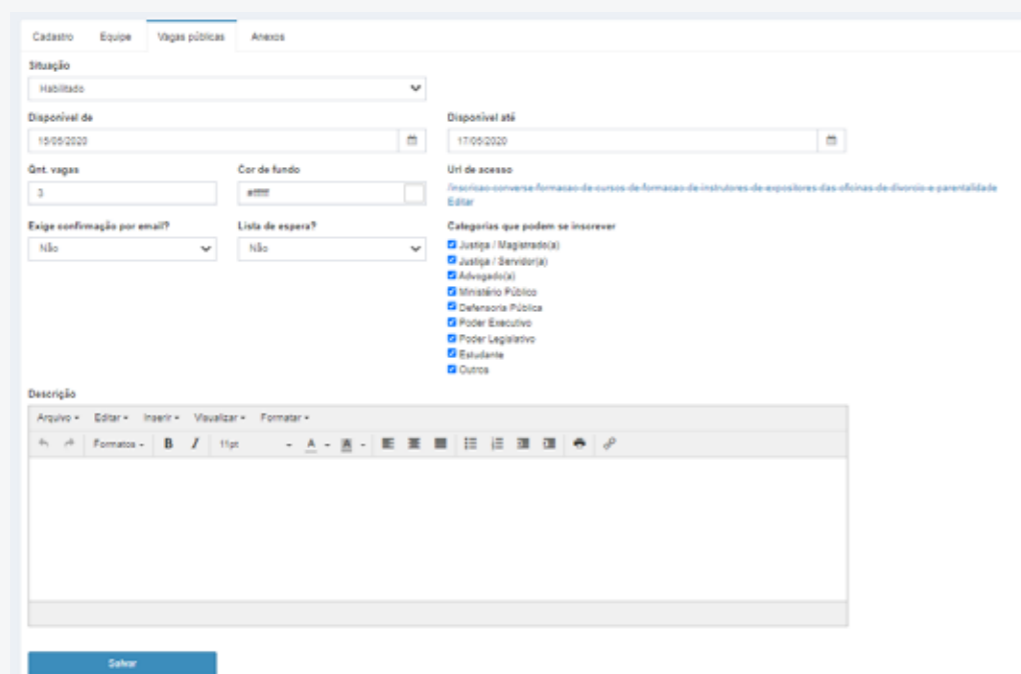 Cadastro Equipe Vagas públicas Anexos
Situação
Habilitado
Disponível de Disponível até
15/05/2020 17/05/2020
Qnt. vagas Cor de fundo Url de acesso
3 #ffffff /inscricao-converse-formacao-de-cursos-de-formacao-de-instrutores-de-expositores-das-oficinas-de-divorcio-e-parentalidade
Editar
Exige confirmação por email? Lista de espera? Categorias que podem se inscrever
Não Não
Justiça / Magistrado(a)
Justiça / Servidor(a)
Advogado(a)
Ministério Público
Defensoria Pública
Poder Executivo
Poder Legislativo
Estudante
Outros
Descrição
Arquivo Editar Inserir Visualizar Formatar
Formatos B I 11pt A A
Salvar